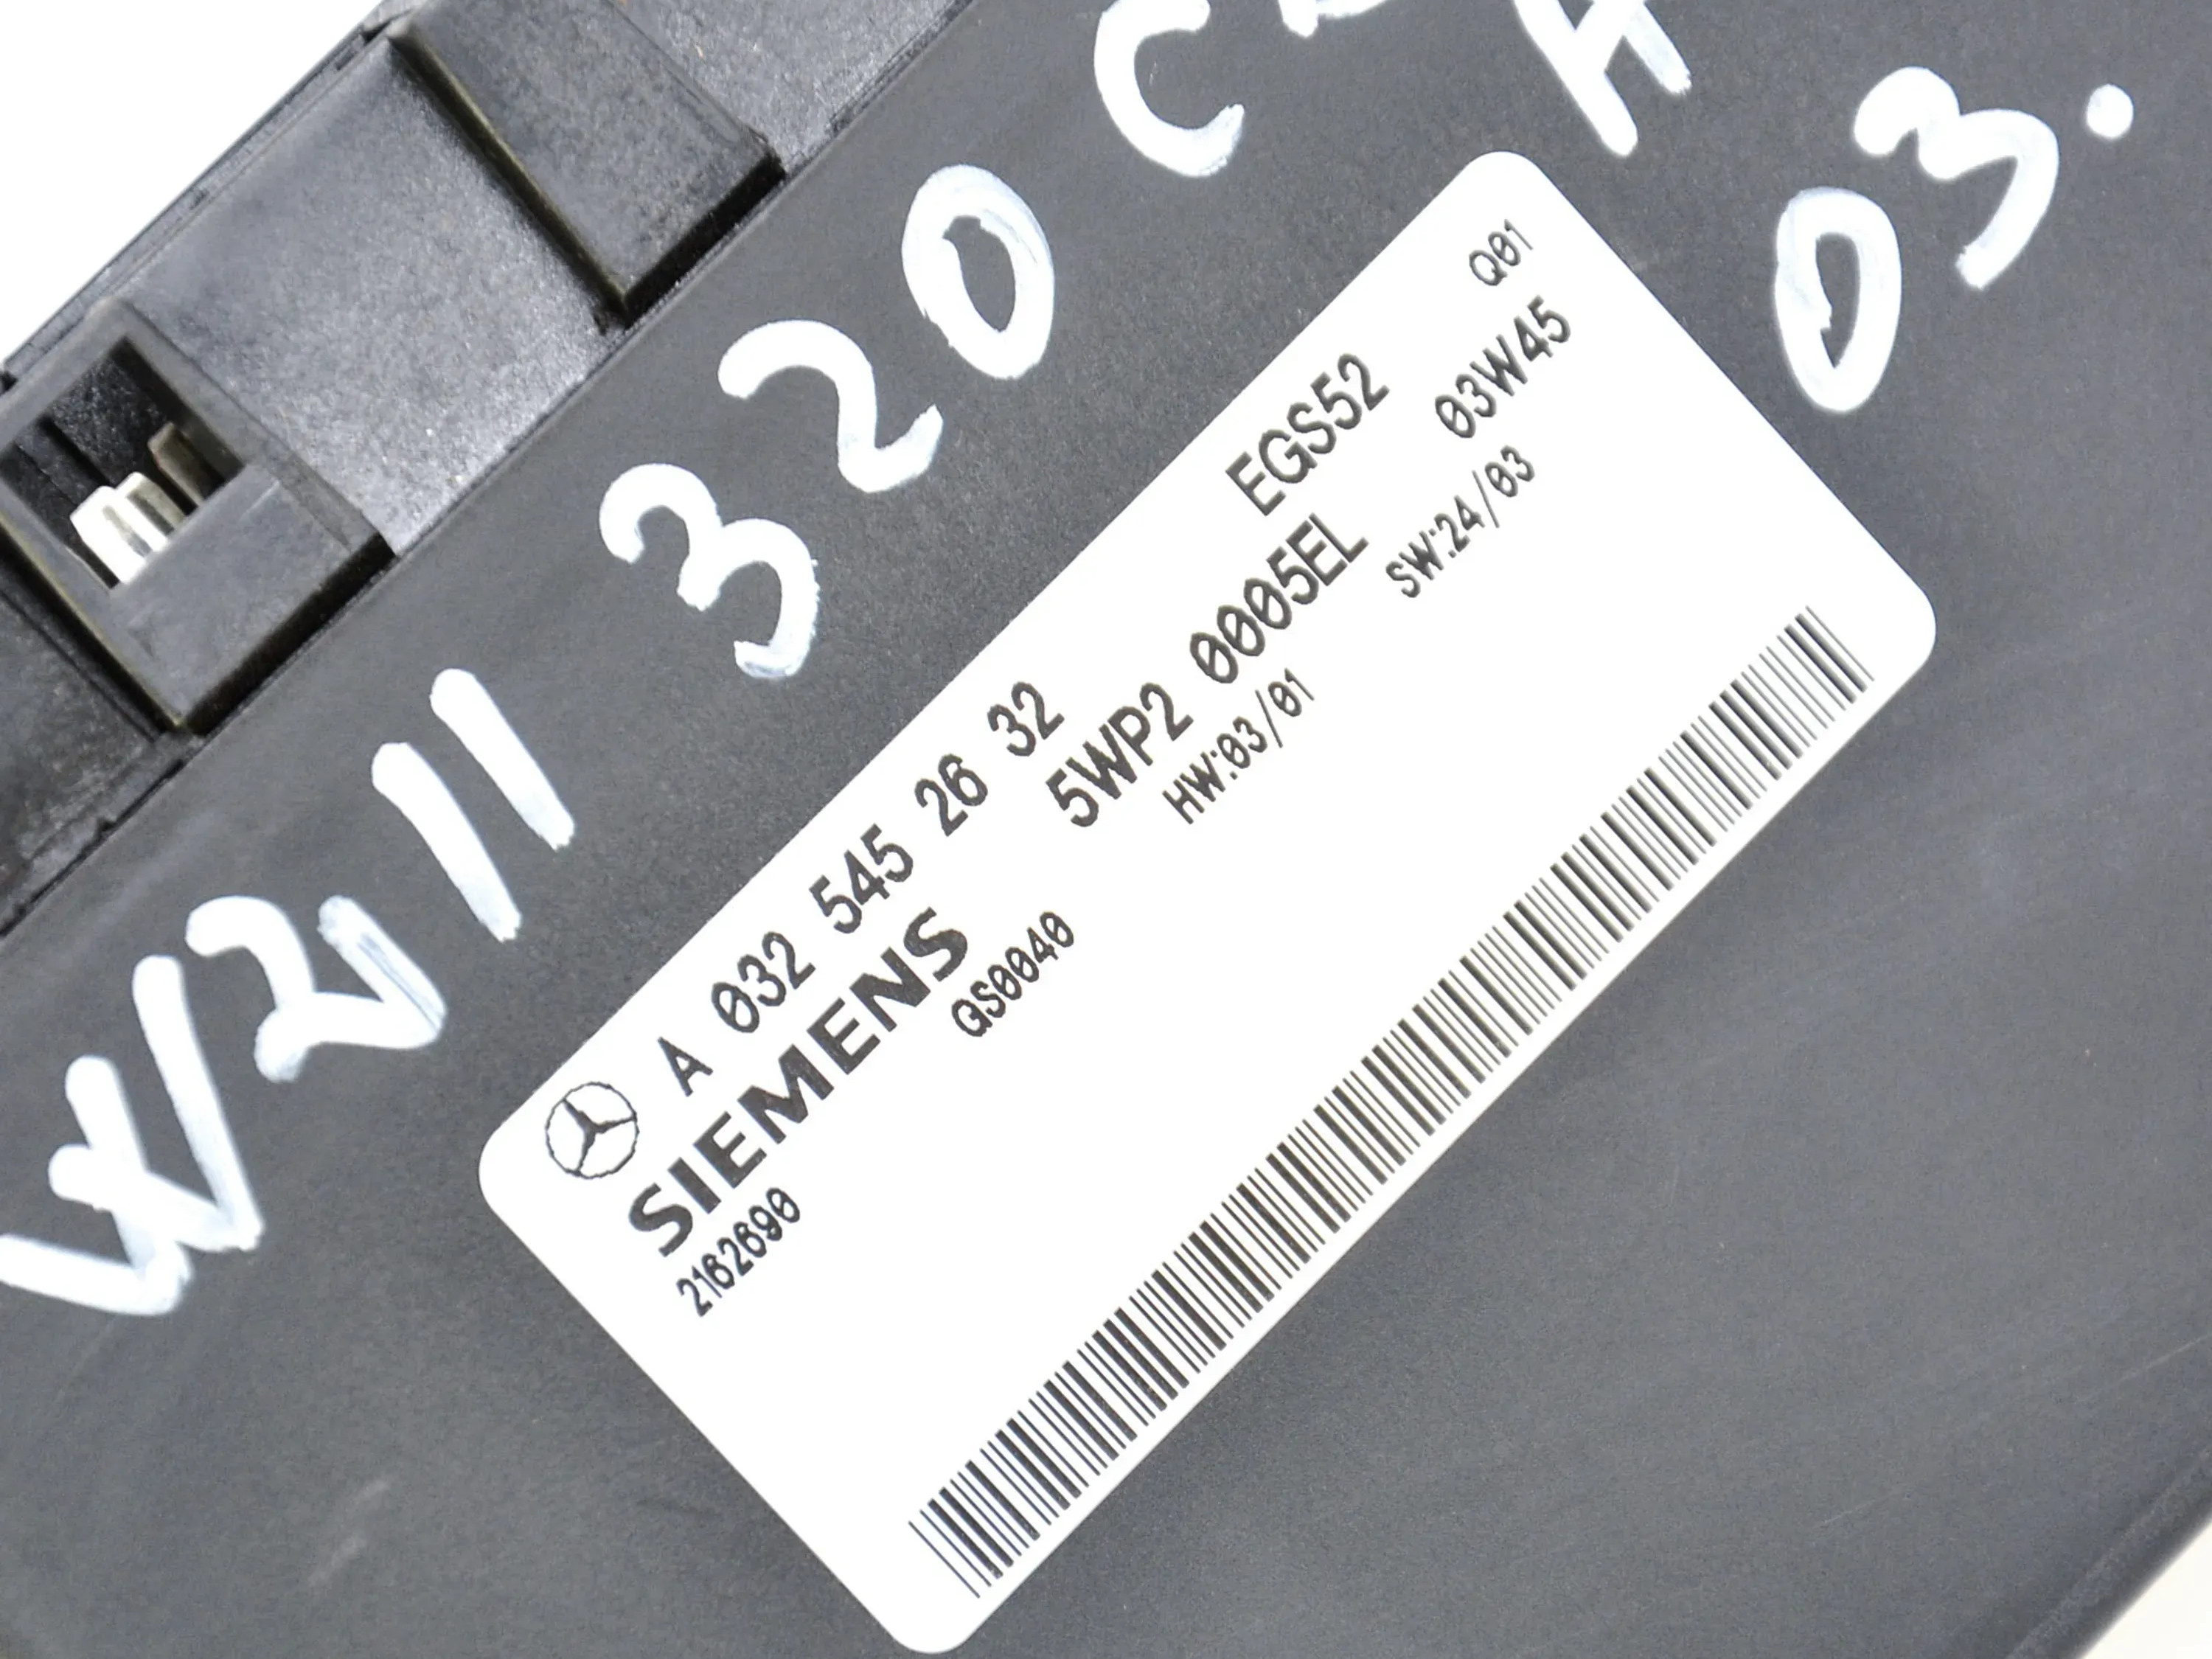 W211 320 C
A
03.
A 032 545 26 32 EGS52 Q01
SIEMENS 5WP2 0005EL 03W45
2162690 QS0040 HW:03/01 SW:24/03